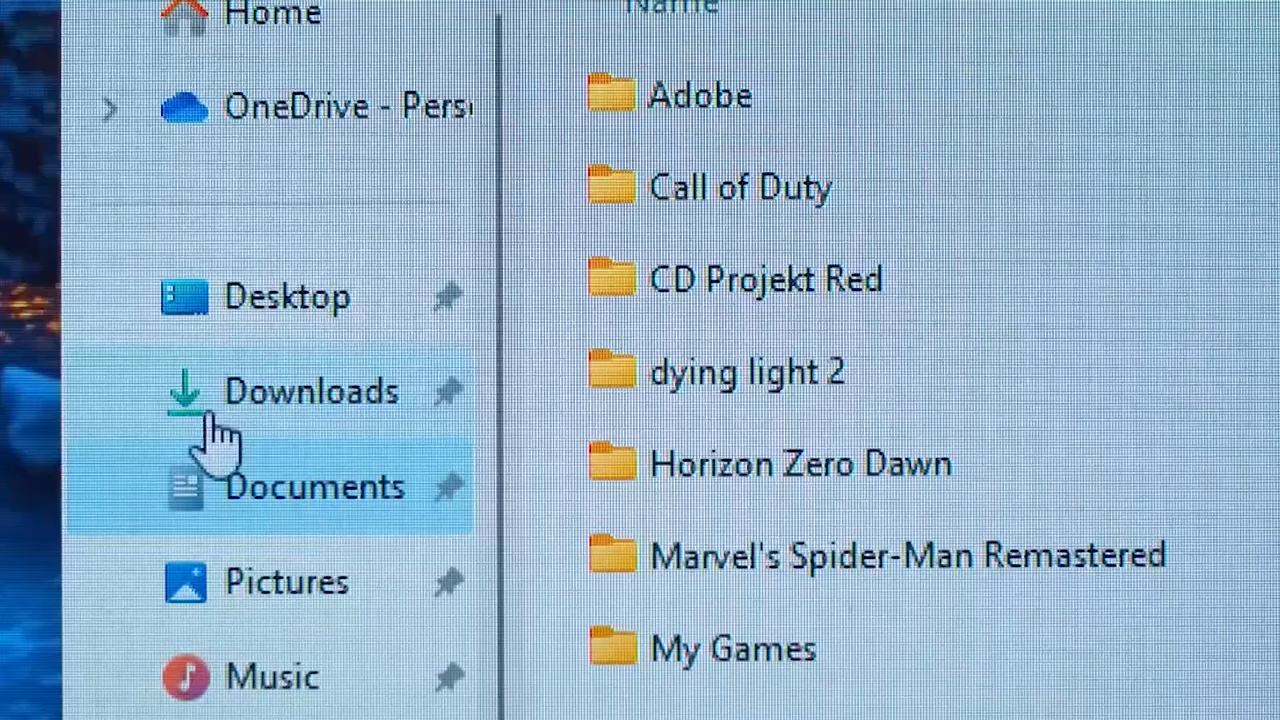 Home
OneDrive - Pers
Desktop
Downloads
Documents
Pictures
Music
Name
Adobe
Call of Duty
CD Projekt Red
dying light 2
Horizon Zero Dawn
Marvel's Spider-Man Remastered
My Games